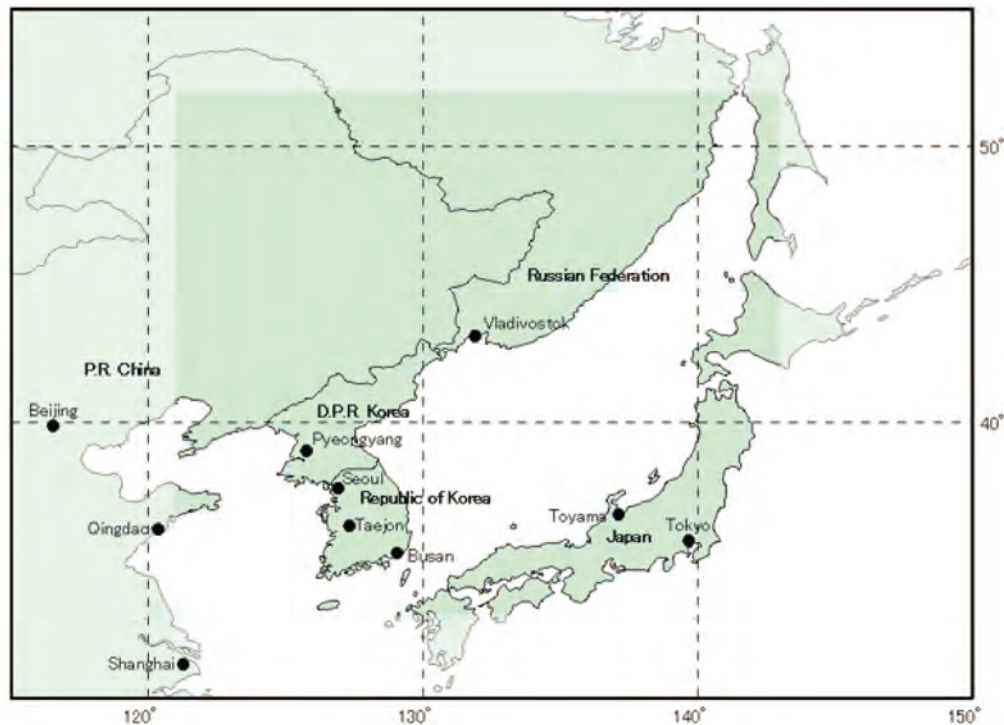 50°
Russian Federation
Vladivostok
P.R. China
Beijing
D.P.R. Korea
40°
Pyeongyang
Seoul
Republic of Korea
Toyama
Tokyo
Qingdao
Taejon
Japan
Busan
Shanghai
120°
130°
140°
150°